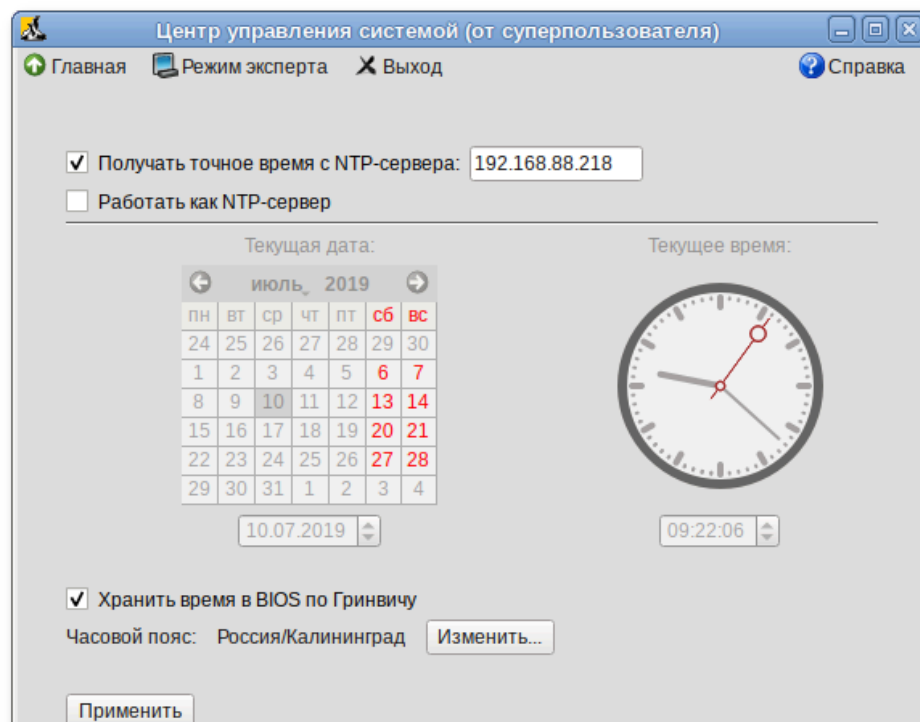 Центр управления системой (от суперпользователя)
Главная Режим эксперта Выход Справка
Получать точное время с NTP-сервера: 192.168.88.218
Работать как NTP-сервер
Текущая дата: Текущее время:
июль 2019
пн вт ср чт пт сб вс
24 25 26 27 28 29 30
1 2 3 4 5 6 7
8 9 10 11 12 13 14
15 16 17 18 19 20 21
22 23 24 25 26 27 28
29 30 31 1 2 3 4
10.07.2019 09:22:06
Хранить время в BIOS по Гринвичу
Часовой пояс: Россия/Калининград Изменить...
Применить